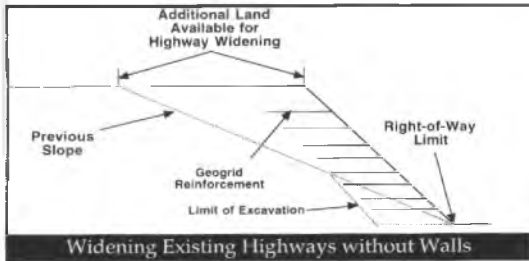 Additional Land
Available for
Highway Widening
Previous
Slope
Right-of-Way
Limit
Geogrid
Reinforcement
Limit of Excavation
Widening Existing Highways without Walls